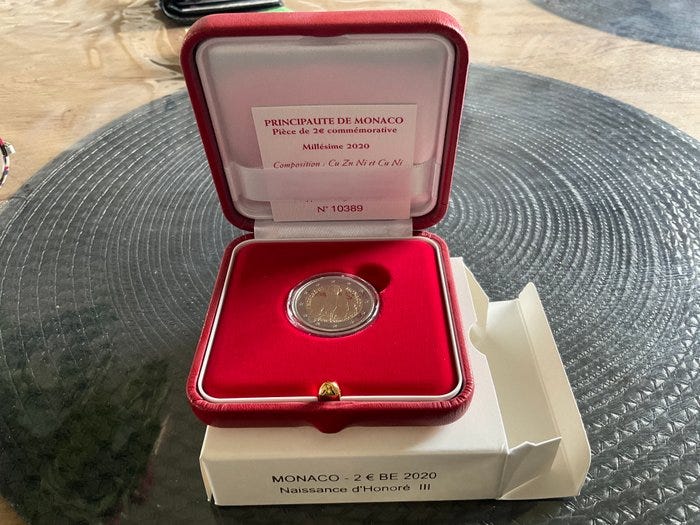 PRINCIPAUTE DE MONACO
Pièce de 2€ commémorative
Millésime 2020
Composition : Cu Zn Ni et Cu Ni
N° 10389
MONACO - 2 € BE 2020
Naissance d'Honoré III